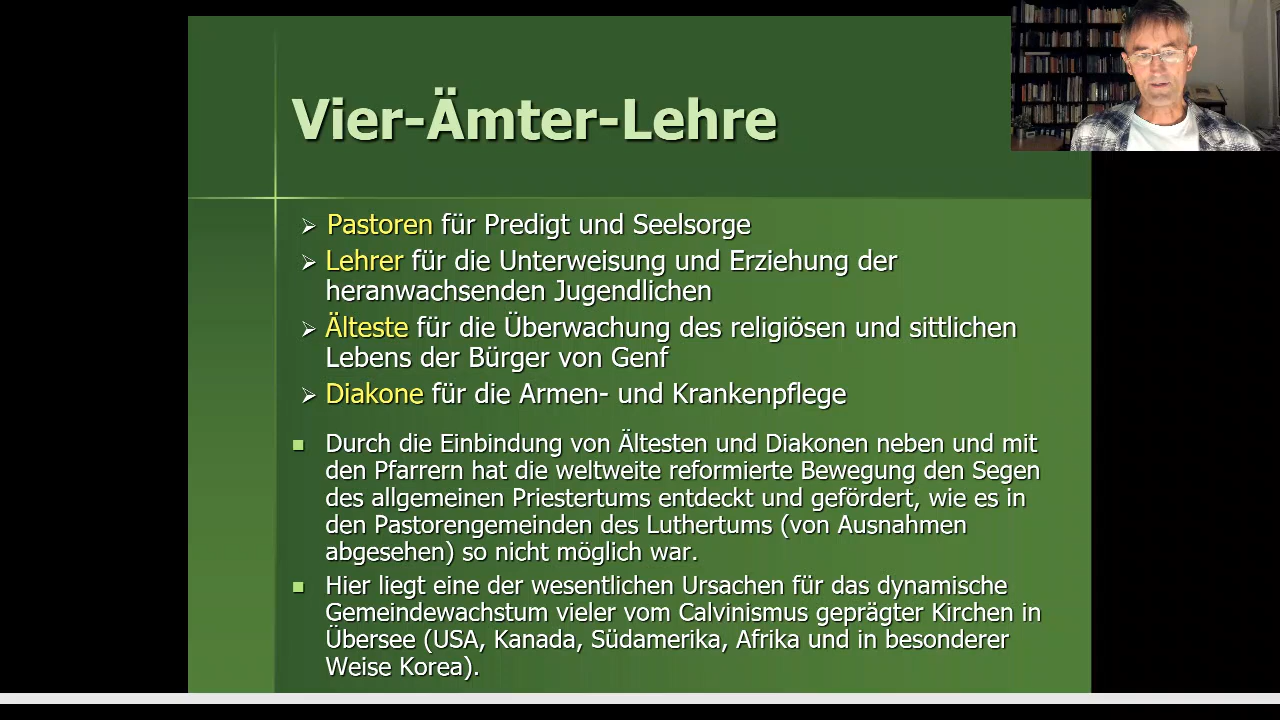 Vier-Ämter-Lehre
Pastoren für Predigt und Seelsorge
Lehrer für die Unterweisung und Erziehung der
heranwachsenden Jugendlichen
Älteste für die Überwachung des religiösen und sittlichen
Lebens der Bürger von Genf
Diakone für die Armen- und Krankenpflege
Durch die Einbindung von Ältesten und Diakonen neben und mit
den Pfarrern hat die weltweite reformierte Bewegung den Segen
des allgemeinen Priestertums entdeckt und gefördert, wie es in
den Pastorengemeinden des Luthertums (von Ausnahmen
abgesehen) so nicht möglich war.
Hier liegt eine der wesentlichen Ursachen für das dynamische
Gemeindewachstum vieler vom Calvinismus geprägter Kirchen in
Übersee (USA, Kanada, Südamerika, Afrika und in besonderer
Weise Korea).